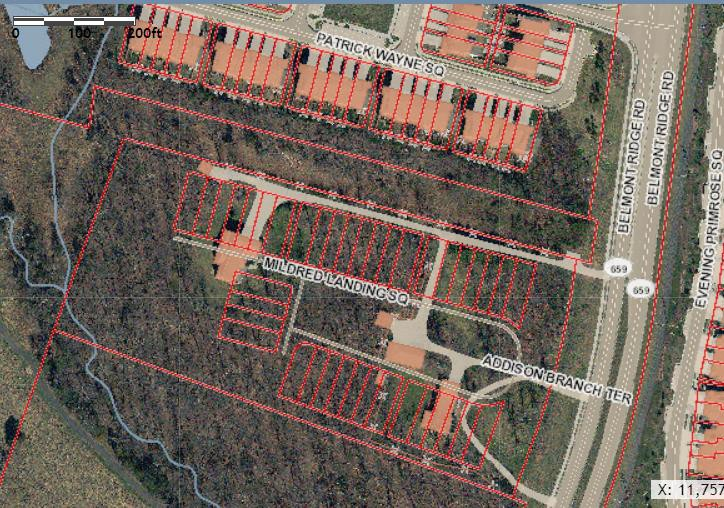 0 100 200ft
PATRICK WAYNE SQ
BELMONT RIDGE RD
BELMONT RIDGE RD
EVENING PRIMROSE SQ
MILDRED LANDING SQ
659
659
ADDISON BRANCH TER
X: 11,757